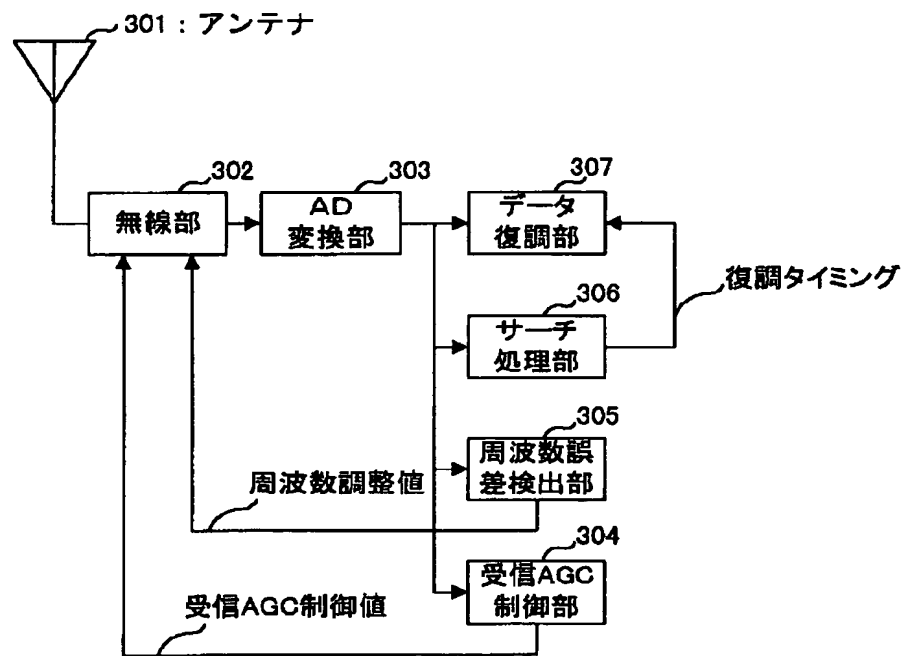 301：アンテナ
302
303
307
無線部
AD
変換部
データ
復調部
復調タイミング
306
サーチ
処理部
305
周波数誤
差検出部
周波数調整値
304
受信AGC
制御部
受信AGC制御値